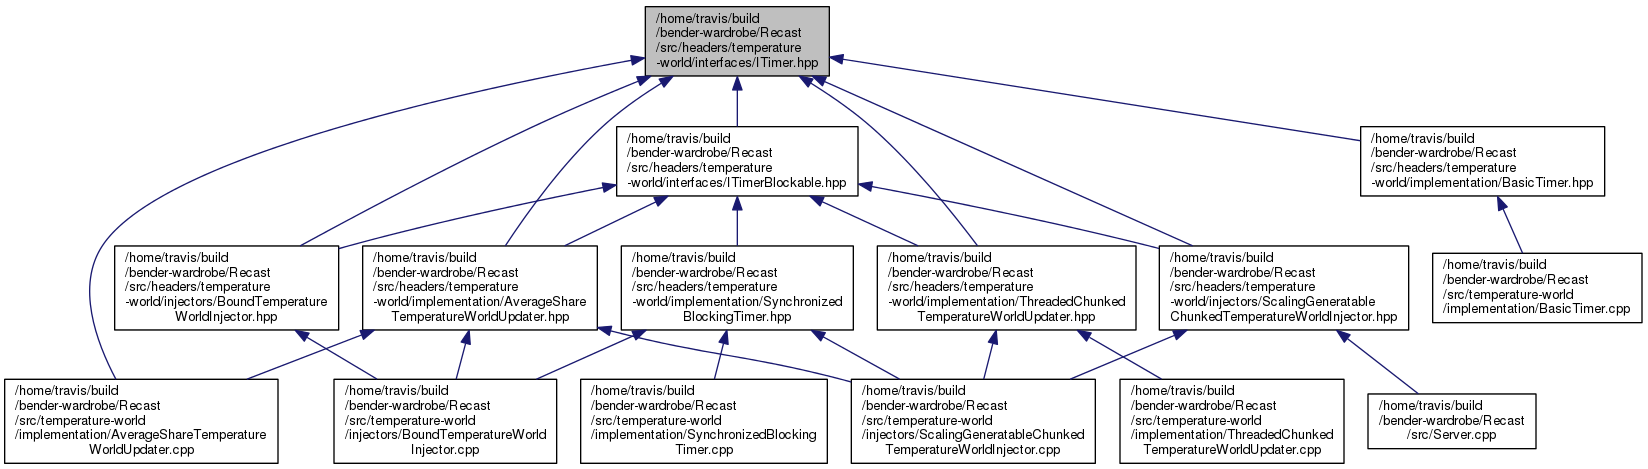 /home/travis/build
/bender-wardrobe/Recast
/src/headers/temperature
-world/interfaces/ITimer.hpp
/home/travis/build
/bender-wardrobe/Recast
/src/headers/temperature
-world/interfaces/ITimerBlockable.hpp
/home/travis/build
/bender-wardrobe/Recast
/src/headers/temperature
-world/implementation/BasicTimer.hpp
/home/travis/build
/bender-wardrobe/Recast
/src/headers/temperature
-world/injectors/BoundTemperature
WorldInjector.hpp
/home/travis/build
/bender-wardrobe/Recast
/src/headers/temperature
-world/implementation/AverageShare
TemperatureWorldUpdater.hpp
/home/travis/build
/bender-wardrobe/Recast
/src/headers/temperature
-world/implementation/Synchronized
BlockingTimer.hpp
/home/travis/build
/bender-wardrobe/Recast
/src/headers/temperature
-world/implementation/ThreadedChunked
TemperatureWorldUpdater.hpp
/home/travis/build
/bender-wardrobe/Recast
/src/headers/temperature
-world/injectors/ScalingGeneratable
ChunkedTemperatureWorldInjector.hpp
/home/travis/build
/bender-wardrobe/Recast
/src/temperature-world
/implementation/BasicTimer.cpp
/home/travis/build
/bender-wardrobe/Recast
/src/temperature-world
/implementation/AverageShareTemperature
WorldUpdater.cpp
/home/travis/build
/bender-wardrobe/Recast
/src/temperature-world
/injectors/BoundTemperatureWorld
Injector.cpp
/home/travis/build
/bender-wardrobe/Recast
/src/temperature-world
/implementation/SynchronizedBlocking
Timer.cpp
/home/travis/build
/bender-wardrobe/Recast
/src/temperature-world
/injectors/ScalingGeneratableChunked
TemperatureWorldInjector.cpp
/home/travis/build
/bender-wardrobe/Recast
/src/temperature-world
/implementation/ThreadedChunked
TemperatureWorldUpdater.cpp
/home/travis/build
/bender-wardrobe/Recast
/src/Server.cpp